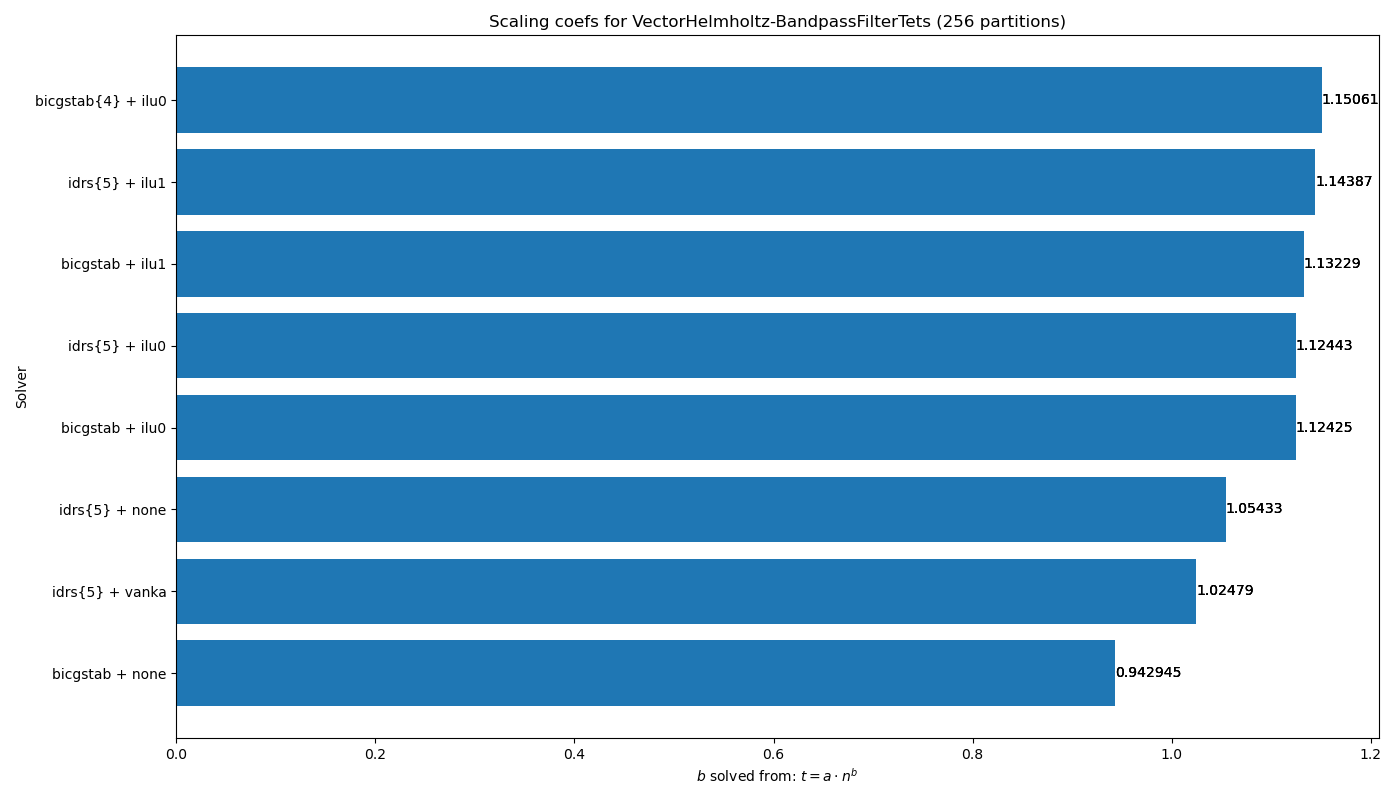 Scaling coefs for VectorHelmholtz-BandpassFilterTets (256 partitions)
bicgstab{4} + ilu0
1.15061
idrs{5} + ilu1
1.14387
bicgstab + ilu1
1.13229
idrs{5} + ilu0
1.12443
Solver
bicgstab + ilu0
1.12425
idrs{5} + none
1.05433
idrs{5} + vanka
1.02479
bicgstab + none
0.942945
0.0 0.2 0.4 0.6 0.8 1.0 1.2
b solved from: t = a · n^b